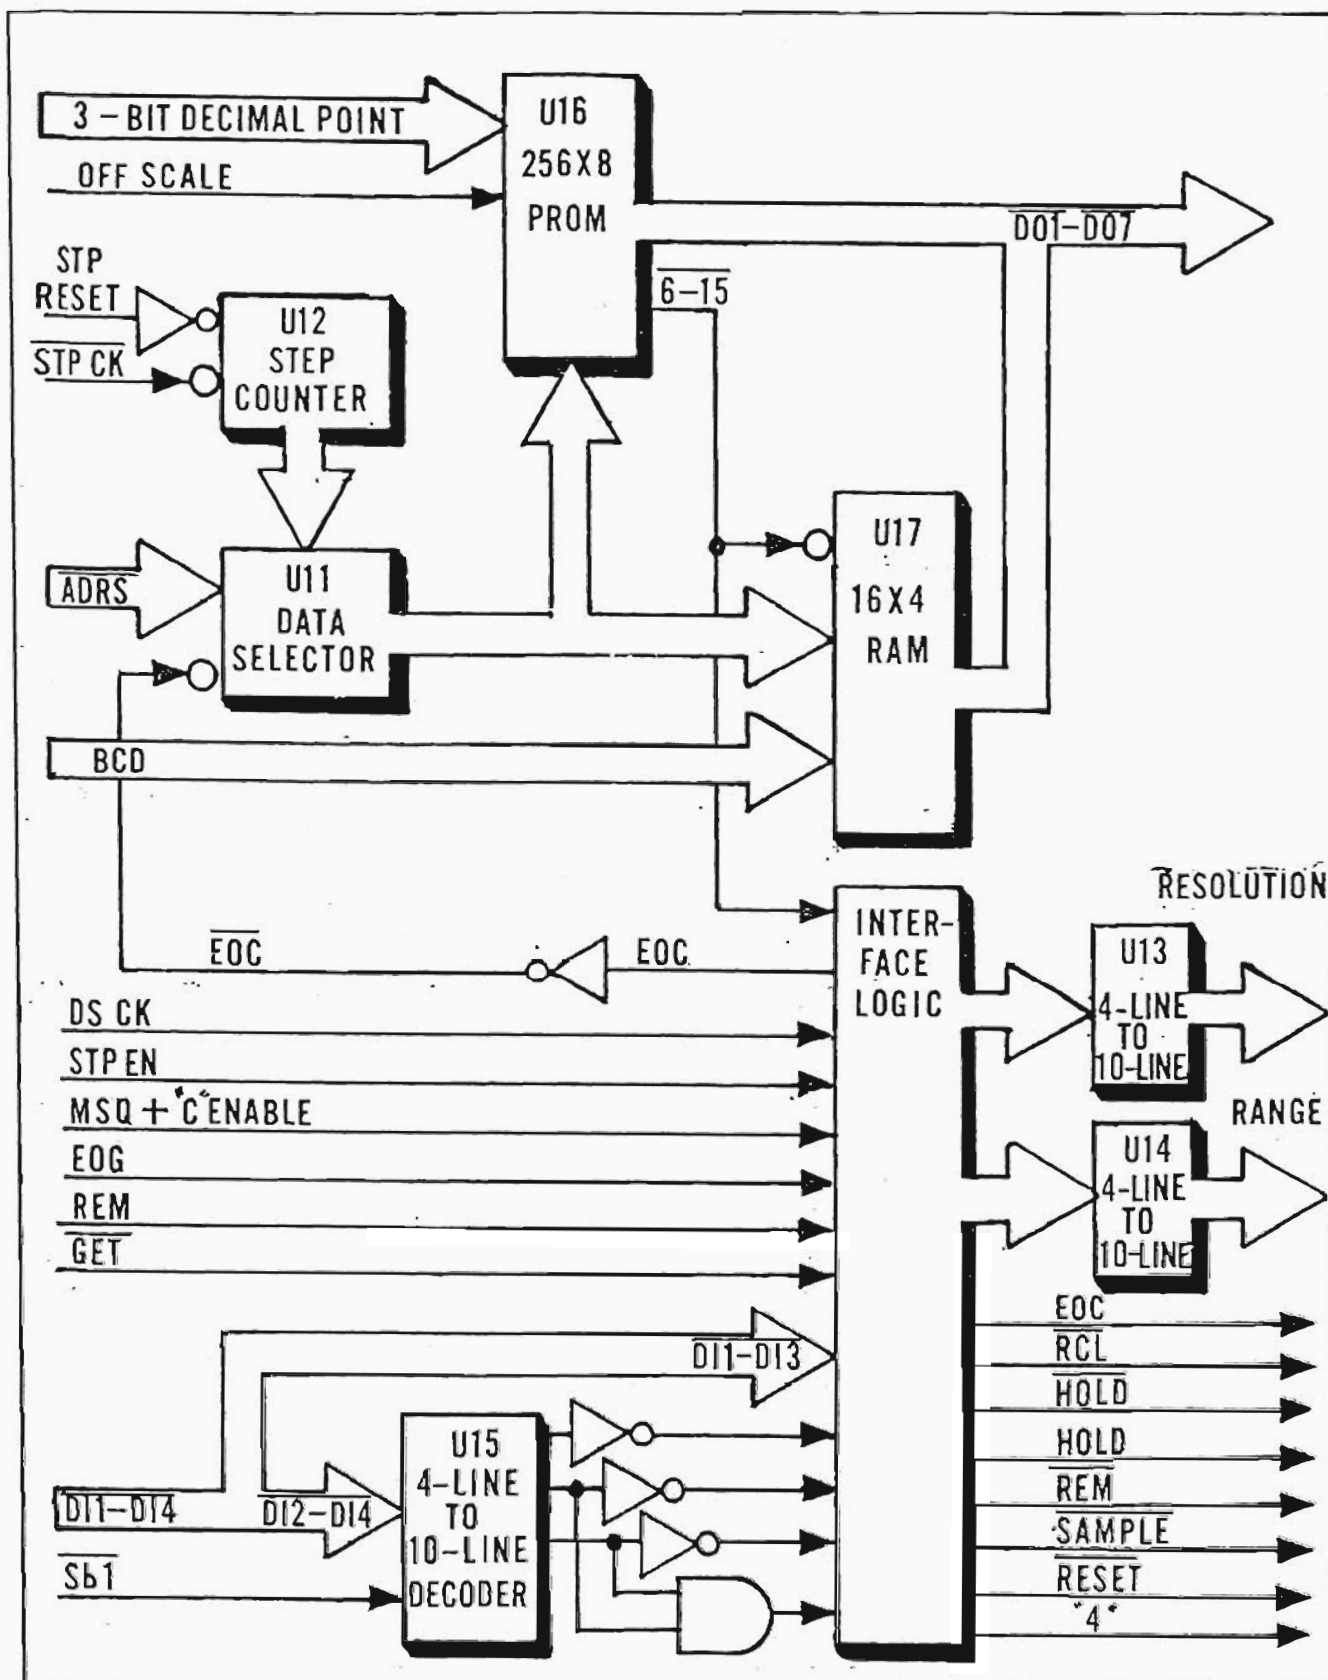 3 - BIT DECIMAL POINT
OFF SCALE
U16
256X8
PROM
D01-D07
6-15
STP
RESET
STP CK
U12
STEP
COUNTER
ADRS
U11
DATA
SELECTOR
U17
16X4
RAM
BCD
EOC
EOC
INTER-
FACE
LOGIC
RESOLUTION
U13
4-LINE
TO
10-LINE
RANGE
U14
4-LINE
TO
10-LINE
DS CK
STP EN
MSQ + "C" ENABLE
EOG
REM
GET
DI1-DI3
DI1-DI4
DI2-DI4
Sb1
U15
4-LINE
TO
10-LINE
DECODER
EOC
RCL
HOLD
HOLD
REM
SAMPLE
RESET
"4"